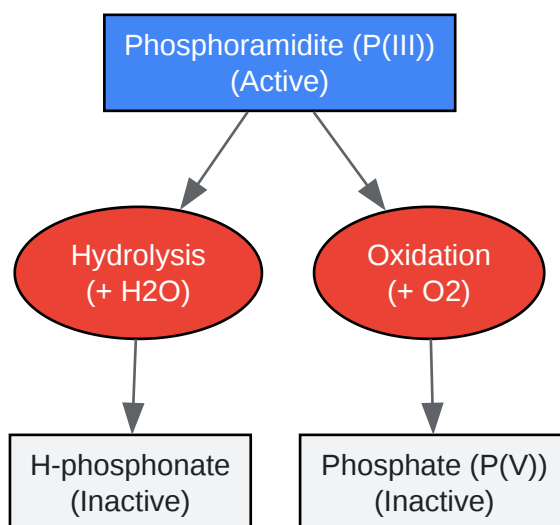 Phosphoramidite (P(III))
(Active)
Hydrolysis
(+ H2O)
Oxidation
(+ O2)
H-phosphonate
(Inactive)
Phosphate (P(V))
(Inactive)